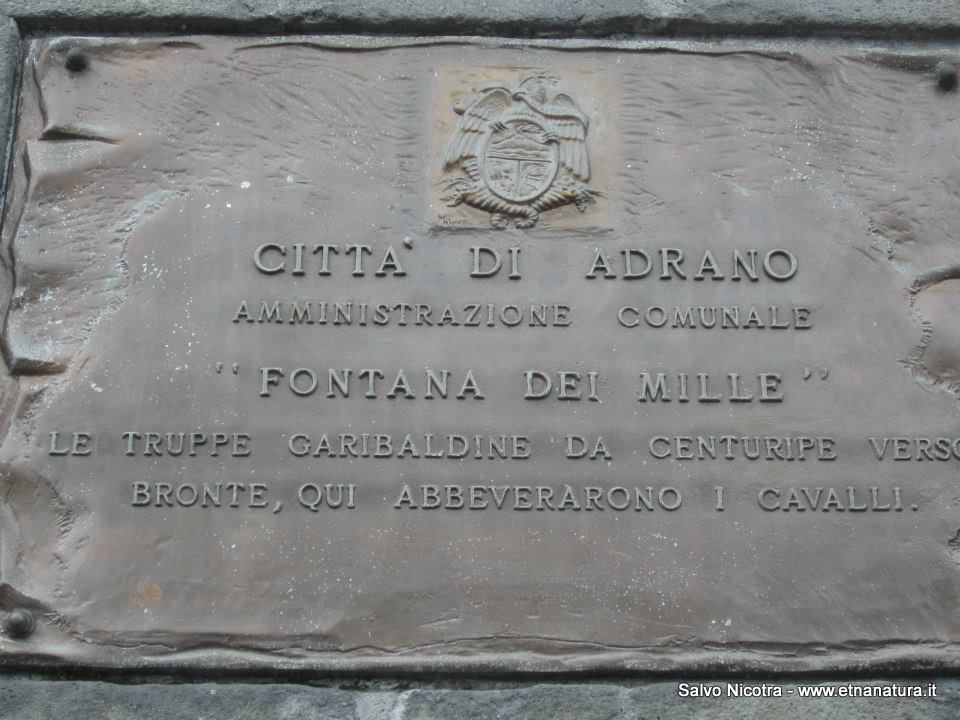 CITTA' DI ADRANO
AMMINISTRAZIONE COMUNALE
"FONTANA DEI MILLE"
LE TRUPPE GARIBALDINE DA CENTURIPE VERSO
BRONTE, QUI ABBEVERARONO I CAVALLI.
Salvo Nicotra - www.etnanatura.it